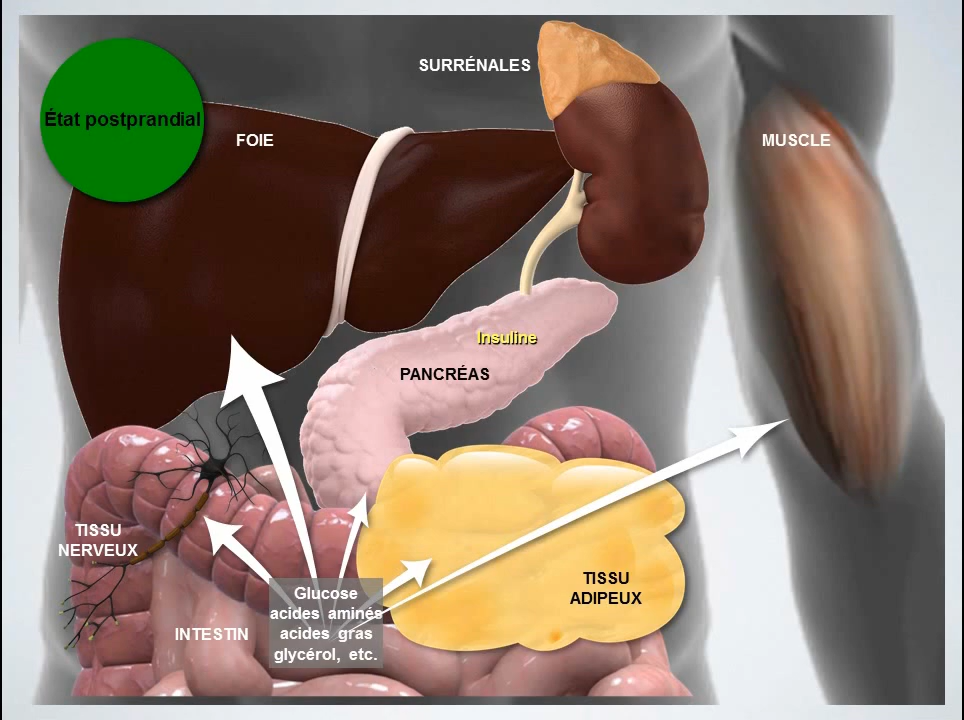 SURRÉNALES
État postprandial
FOIE
MUSCLE
Insuline
PANCRÉAS
TISSU
NERVEUX
TISSU
ADIPEUX
Glucose
acides aminés
acides gras
glycérol, etc.
INTESTIN